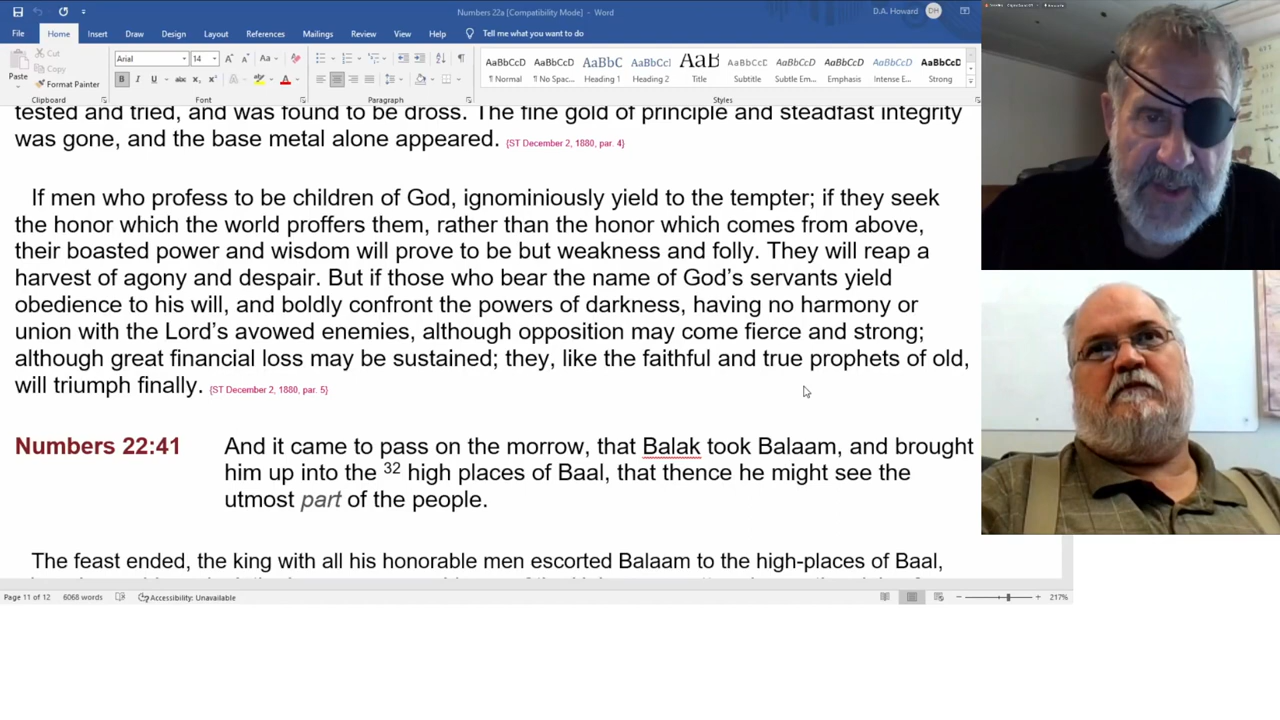 Numbers 22a [Compatibility Mode] - Word
D.A. Howard DH
File Home Insert Draw Design Layout References Mailings Review View Help Tell me what you want to do
Paste Cut Copy Format Painter
Arial 14
AaBbCcD AaBbCcD AaBbC AaBbCcl AaB AaBbCcD AaBbCcD AaBbCcD AaBbCcD AaBbCcD
¶ Normal ¶ No Spac... Heading 1 Heading 2 Title Subtitle Subtle Em... Emphasis Intense E... Strong
Clipboard Font Paragraph Styles
tested and tried, and was found to be dross. The fine gold of principle and steadfast integrity
was gone, and the base metal alone appeared. {ST December 2, 1880, par. 4}
If men who profess to be children of God, ignominiously yield to the tempter; if they seek
the honor which the world proffers them, rather than the honor which comes from above,
their boasted power and wisdom will prove to be but weakness and folly. They will reap a
harvest of agony and despair. But if those who bear the name of God's servants yield
obedience to his will, and boldly confront the powers of darkness, having no harmony or
union with the Lord's avowed enemies, although opposition may come fierce and strong;
although great financial loss may be sustained; they, like the faithful and true prophets of old,
will triumph finally. {ST December 2, 1880, par. 5}
Numbers 22:41 And it came to pass on the morrow, that Balak took Balaam, and brought
him up into the 32 high places of Baal, that thence he might see the
utmost part of the people.
The feast ended, the king with all his honorable men escorted Balaam to the high-places of Baal,
Page 11 of 12 6068 words Accessibility: Unavailable 217%